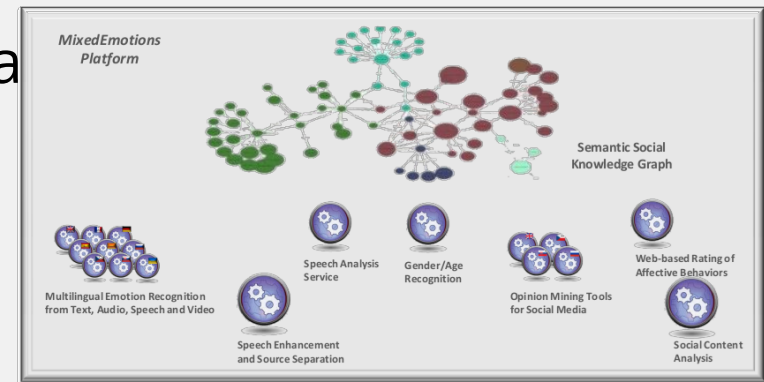 a
MixedEmotions
Platform
Semantic Social
Knowledge Graph
Speech Analysis
Service
Gender/Age
Recognition
Web-based Rating of
Affective Behaviors
Multilingual Emotion Recognition
from Text, Audio, Speech and Video
Opinion Mining Tools
for Social Media
Speech Enhancement
and Source Separation
Social Content
Analysis